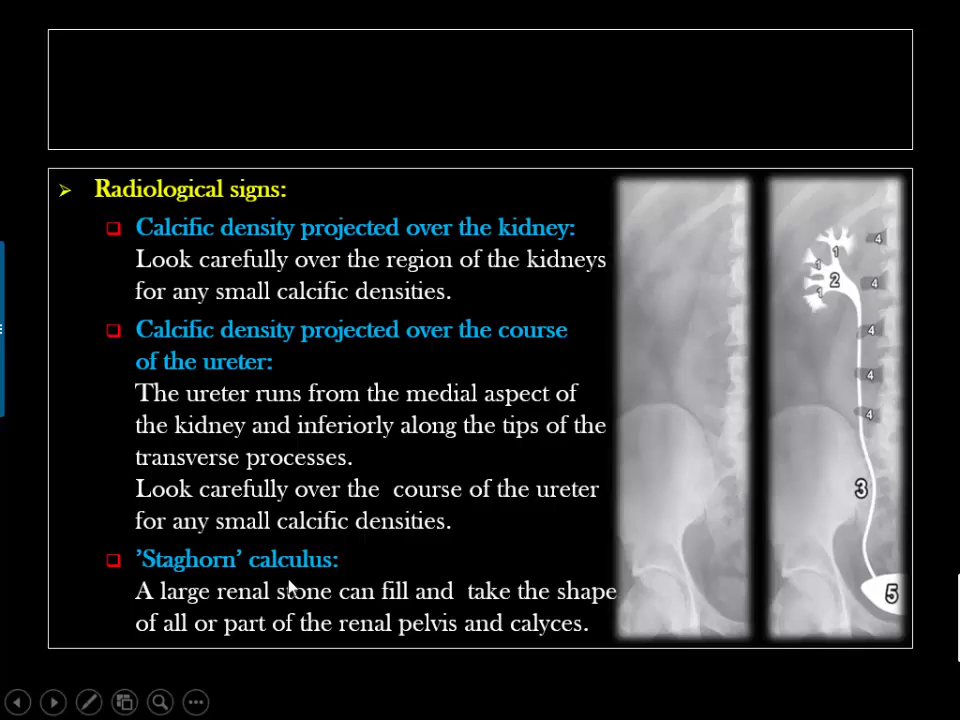 Radiological signs:
Calcific density projected over the kidney:
Look carefully over the region of the kidneys
for any small calcific densities.
Calcific density projected over the course
of the ureter:
The ureter runs from the medial aspect of
the kidney and inferiorly along the tips of the
transverse processes.
Look carefully over the course of the ureter
for any small calcific densities.
’Staghorn’ calculus:
A large renal stone can fill and take the shape
of all or part of the renal pelvis and calyces.
1
1
1
2
4
4
4
4
4
3
5